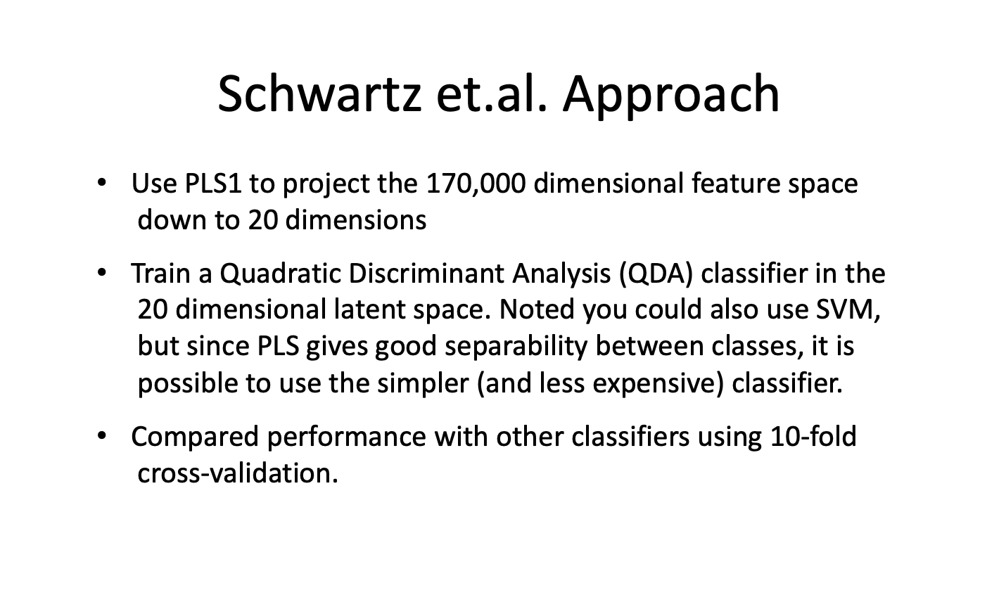 Schwartz et.al. Approach
• Use PLS1 to project the 170,000 dimensional feature space
down to 20 dimensions
• Train a Quadratic Discriminant Analysis (QDA) classifier in the
20 dimensional latent space. Noted you could also use SVM,
but since PLS gives good separability between classes, it is
possible to use the simpler (and less expensive) classifier.
• Compared performance with other classifiers using 10-fold
cross-validation.